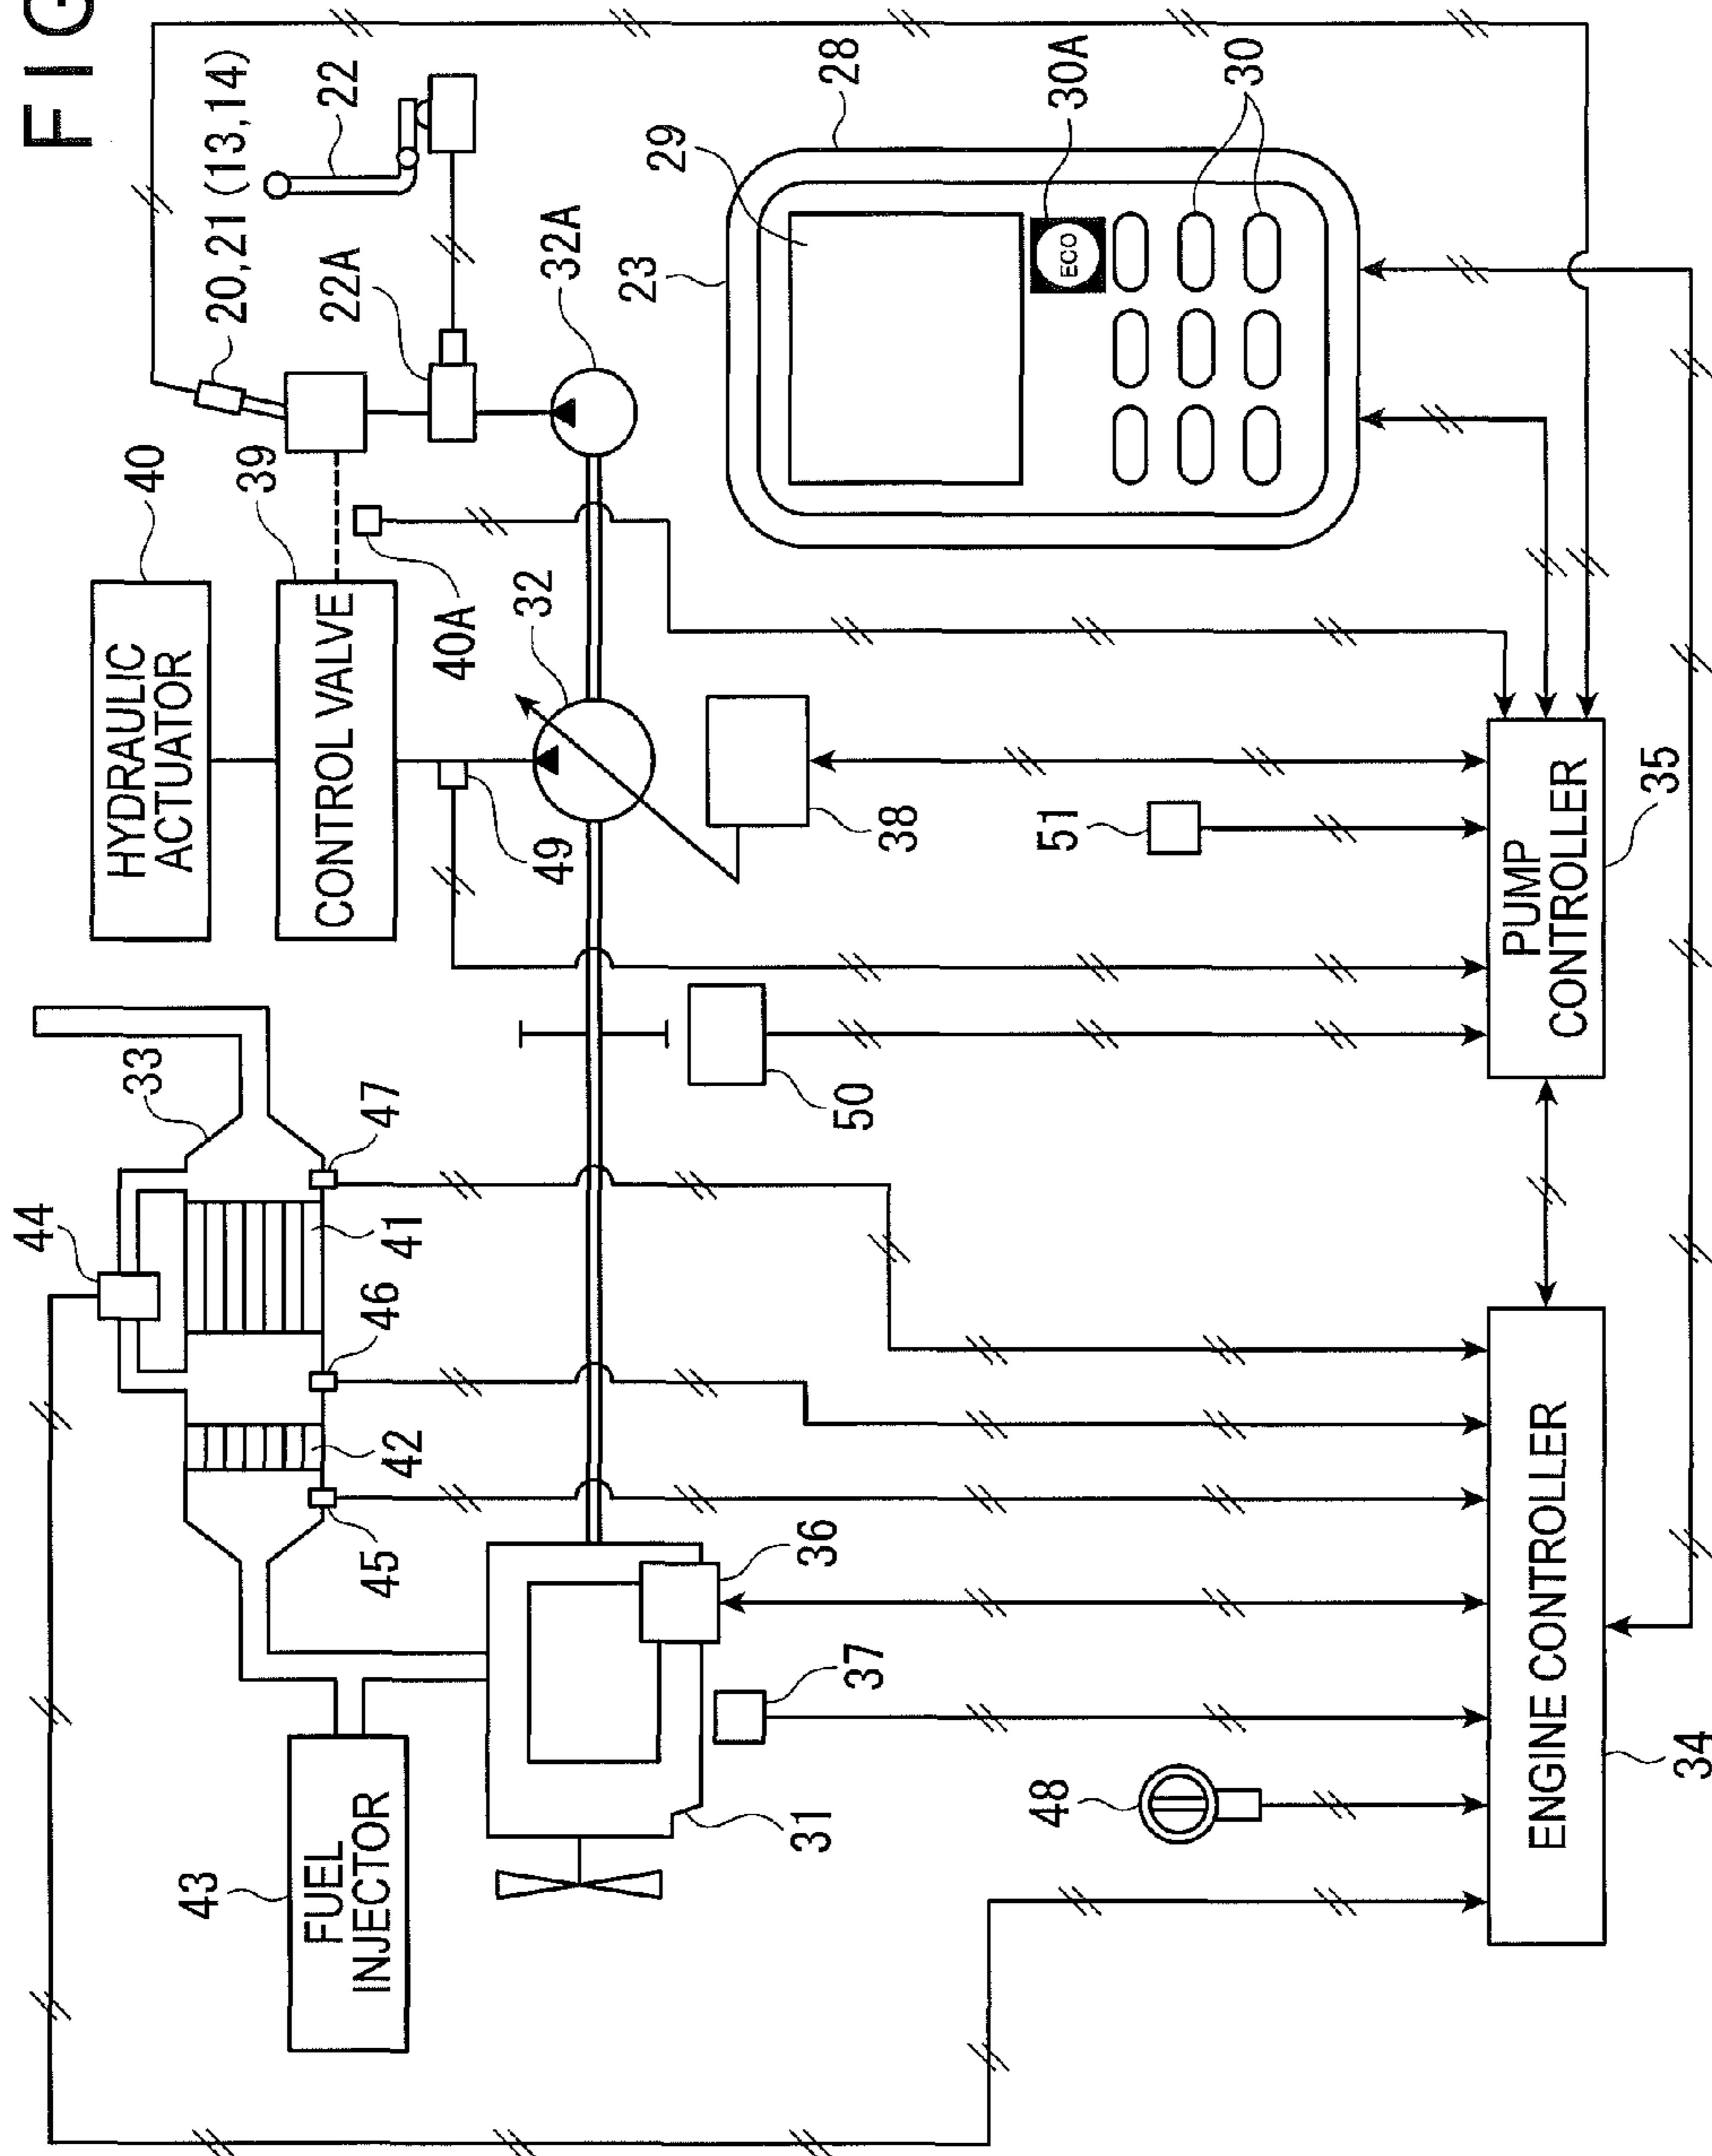 FIG
44
33
40
HYDRAULIC
ACTUATOR
43
20,21 (13,14)
39
22
22A
CONTROL VALVE
FUEL
INJECTOR
45
42
46
41
47
40A
49
32
32A
23
29
31
36
28
37
50
38
48
51
ECO
30A
30
PUMP
CONTROLLER
ENGINE CONTROLLER
35
34